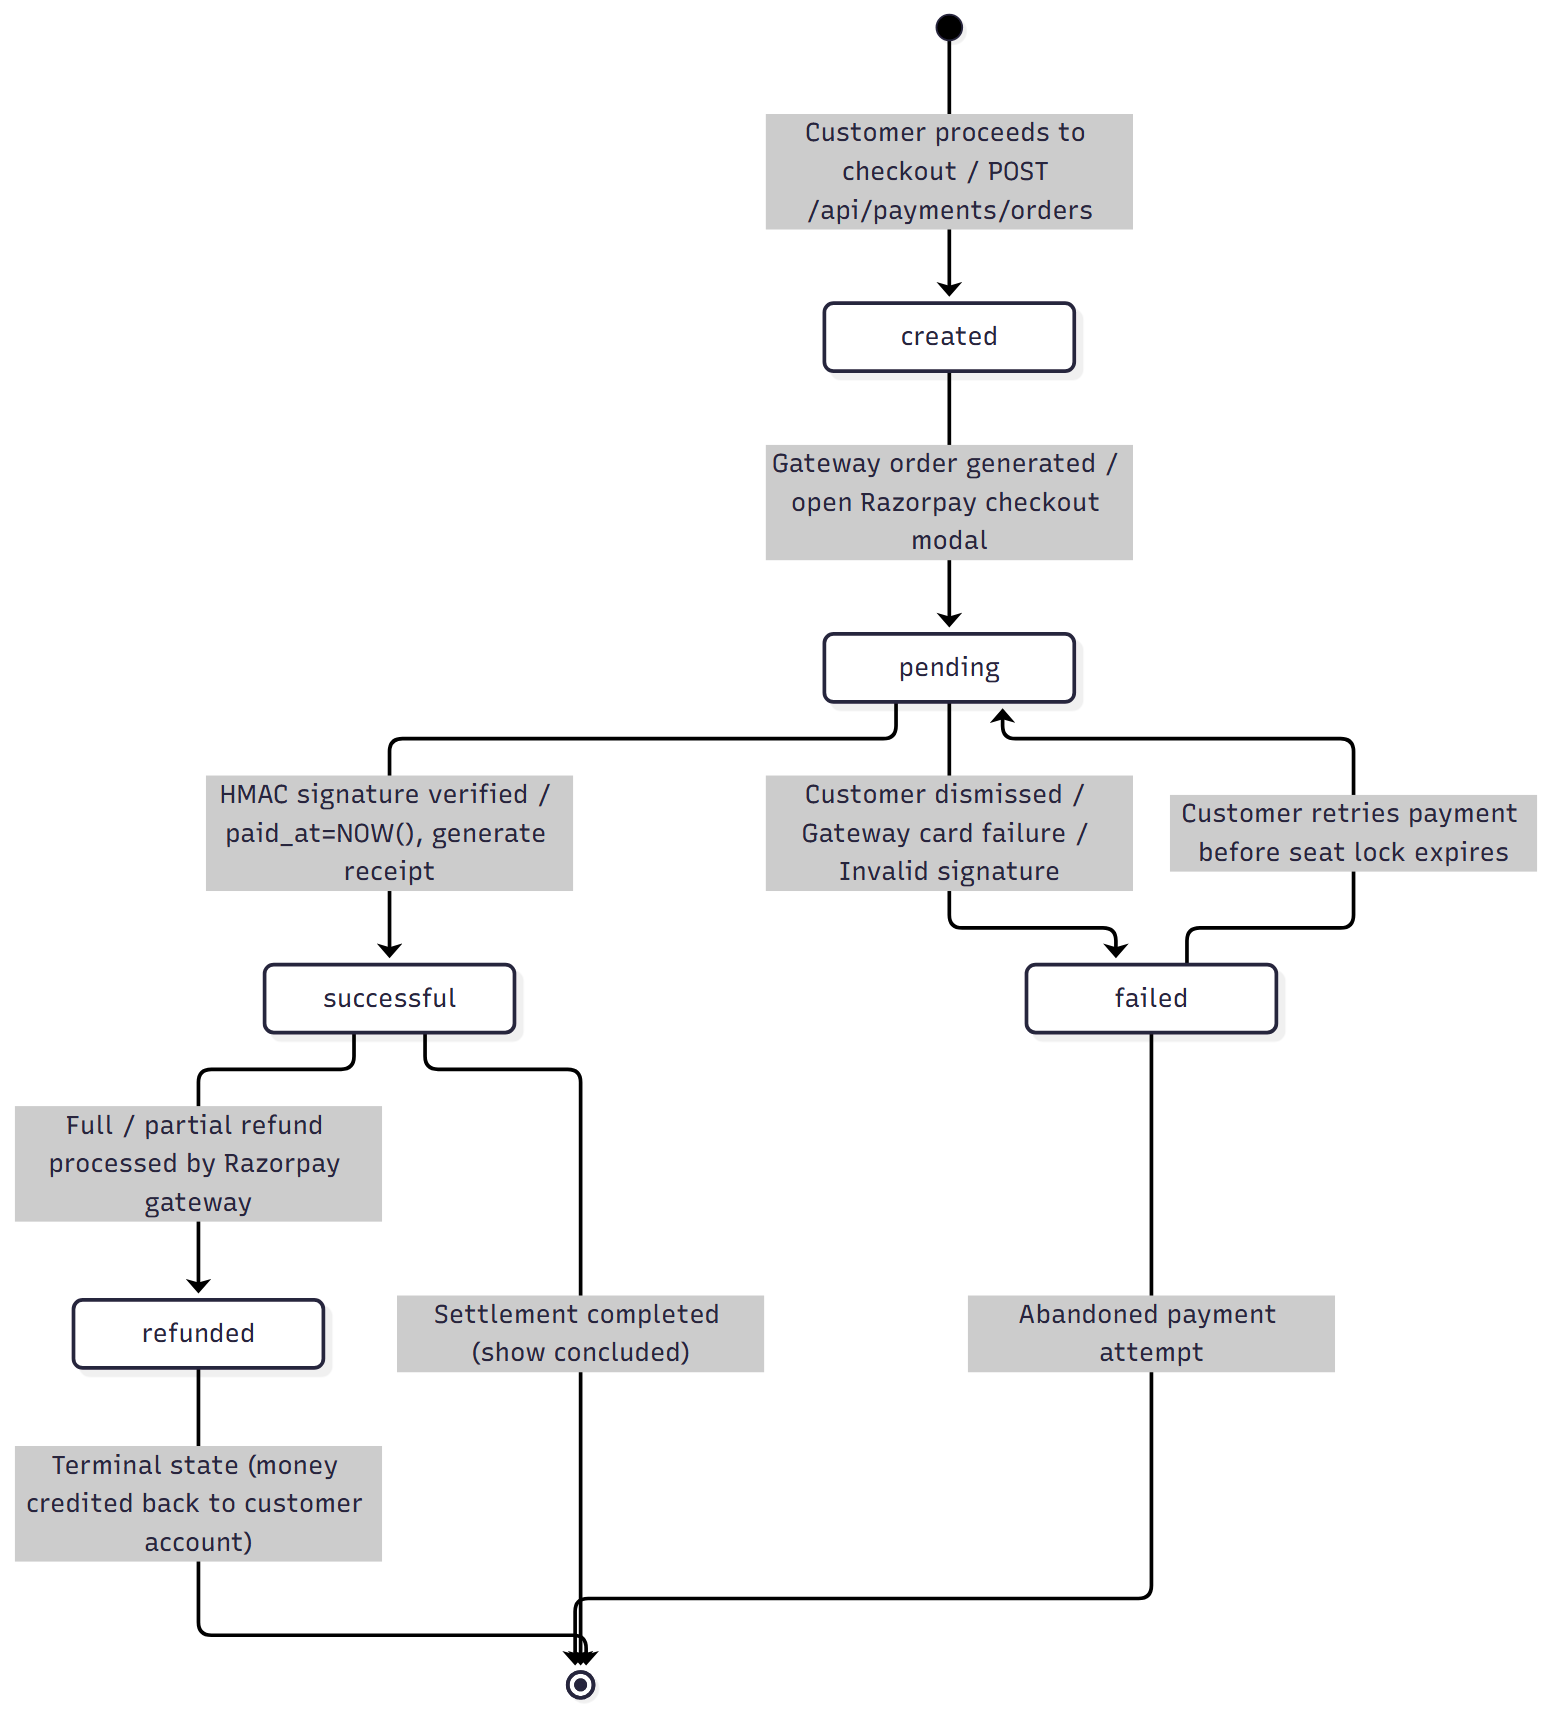 Customer proceeds to
checkout / POST
/api/payments/orders
created
Gateway order generated /
open Razorpay checkout
modal
pending
HMAC signature verified /
paid_at=NOW(), generate
receipt
Customer dismissed /
Gateway card failure /
Invalid signature
Customer retries payment
before seat lock expires
successful
failed
Full / partial refund
processed by Razorpay
gateway
refunded
Settlement completed
(show concluded)
Abandoned payment
attempt
Terminal state (money
credited back to customer
account)